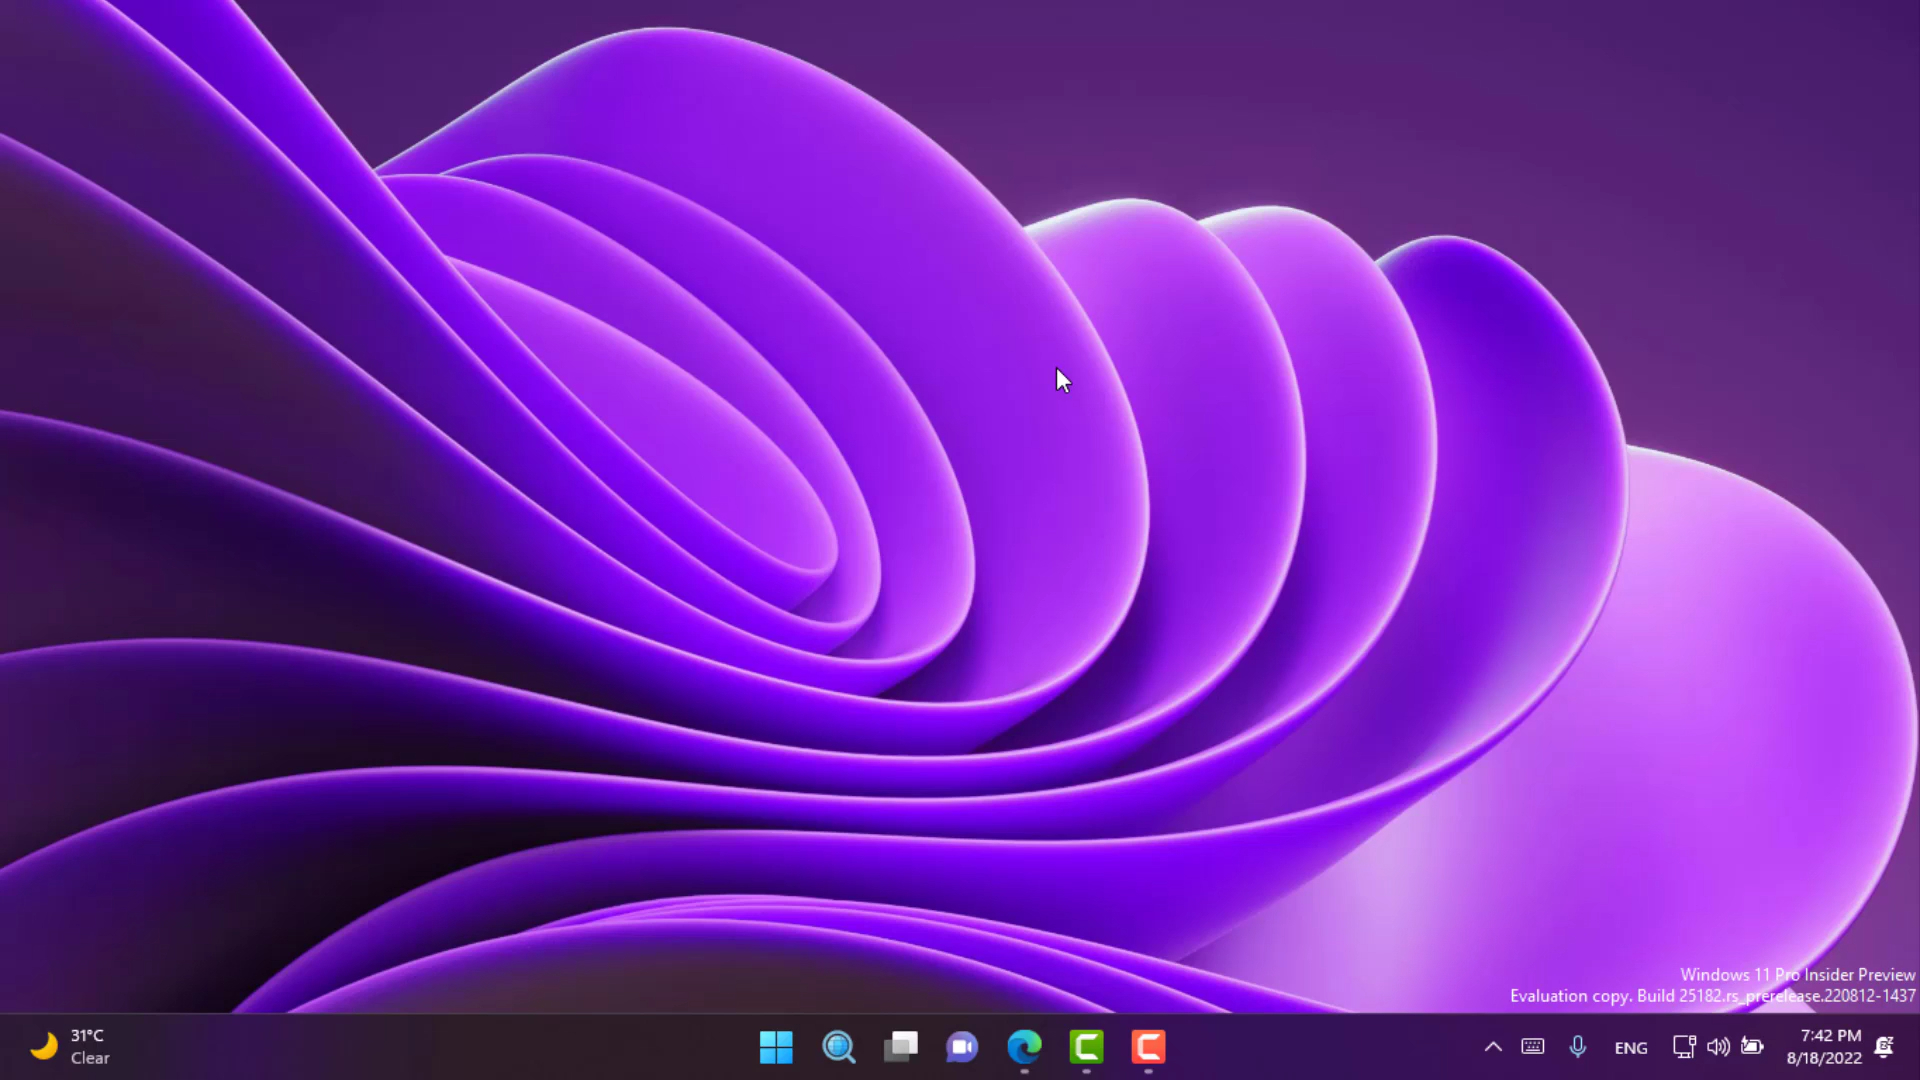 Windows 11 Pro Insider Preview
Evaluation copy. Build 25182.rs_prerelease.220812-1437
31°C
Clear
ENG
7:42 PM
8/18/2022